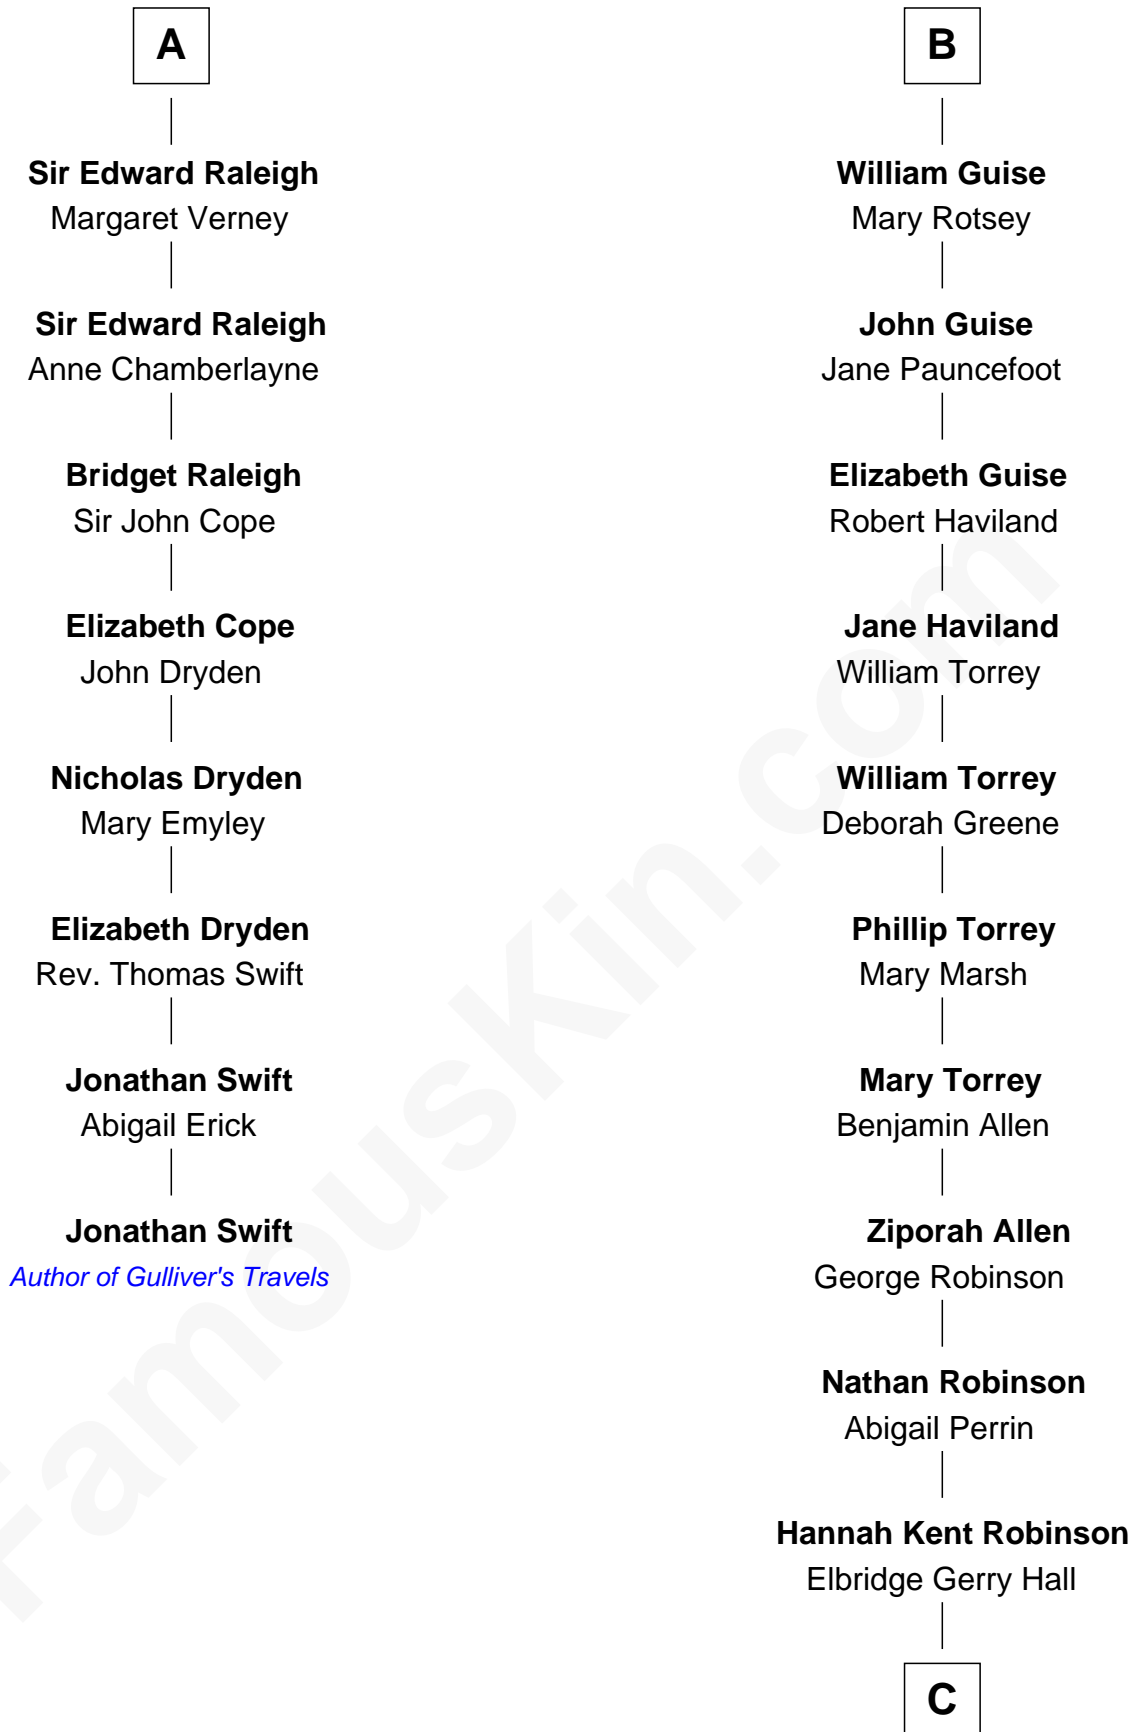 A
Sir Edward Raleigh
Margaret Verney
Sir Edward Raleigh
Anne Chamberlayne
Bridget Raleigh
Sir John Cope
Elizabeth Cope
John Dryden
Nicholas Dryden
Mary Emyley
Elizabeth Dryden
Rev. Thomas Swift
Jonathan Swift
Abigail Erick
Jonathan Swift
Author of Gulliver's Travels
B
William Guise
Mary Rotsey
John Guise
Jane Pauncefoot
Elizabeth Guise
Robert Haviland
Jane Haviland
William Torrey
William Torrey
Deborah Greene
Phillip Torrey
Mary Marsh
Mary Torrey
Benjamin Allen
Ziporah Allen
George Robinson
Nathan Robinson
Abigail Perrin
Hannah Kent Robinson
Elbridge Gerry Hall
C
FamousKin.com